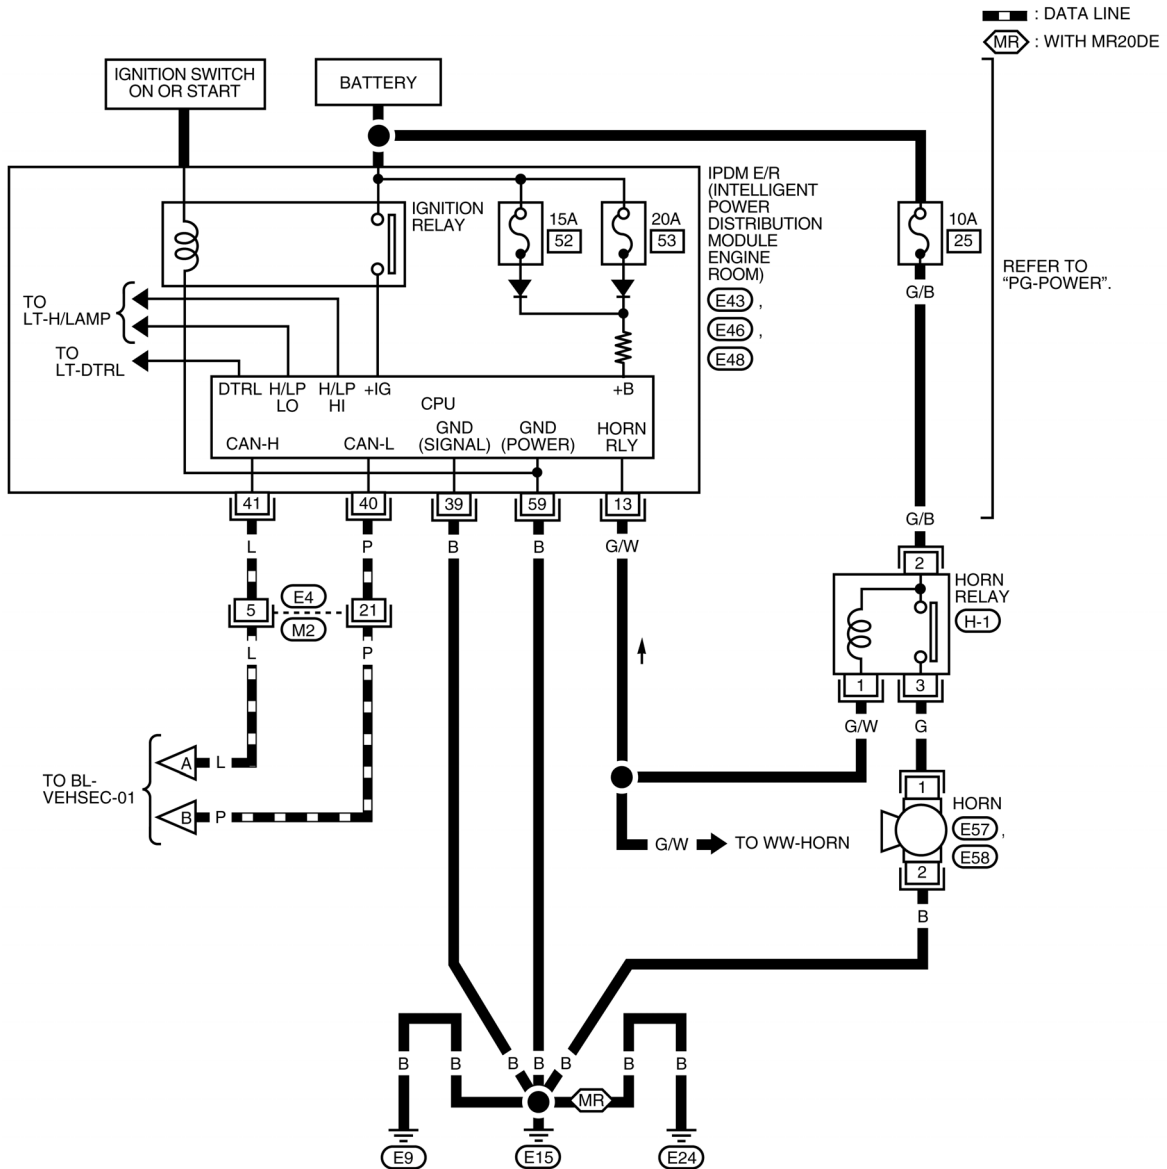 : DATA LINE
MR : WITH MR20DE
IGNITION SWITCH
ON OR START
BATTERY
IPDM E/R
(INTELLIGENT
POWER
DISTRIBUTION
MODULE
ENGINE
ROOM)
E43 ,
E46 ,
E48
IGNITION
RELAY
15A
52
20A
53
10A
25
REFER TO
“PG-POWER”.
G/B
TO
LT-H/LAMP
TO
LT-DTRL
DTRL
H/LP
LO
H/LP
HI
+IG
+B
CPU
CAN-H
CAN-L
GND
(SIGNAL)
GND
(POWER)
HORN
RLY
41
40
39
59
13
L
P
B
B
G/W
G/B
2
HORN
RELAY
H-1
5
E4
M2
21
L
P
1
3
G/W
G
A L
TO BL-
VEHSEC-01
B P
G/W TO WW-HORN
1
HORN
E57 ,
E58
2
B
B
B
B
B
B
B
B
MR
E9
E15
E24